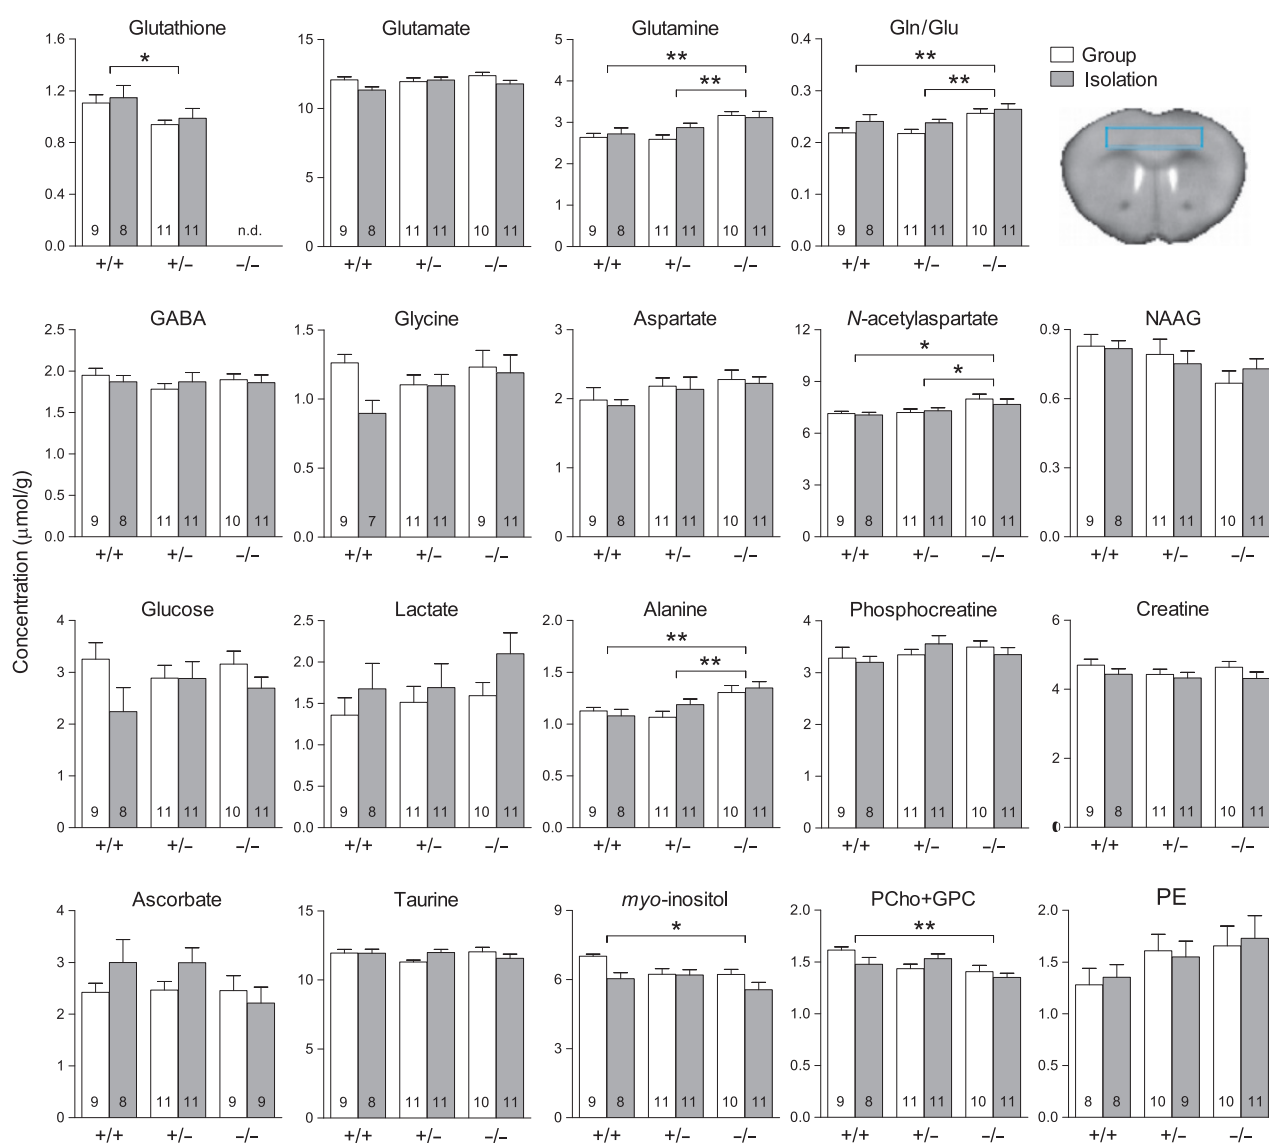 Glutathione
1.6
1.2
0.8
0.4
0.0
*
9 8 11 11 n.d.
+/+ +/− −/−
Glutamate
15
10
5
0
9 8 11 11 10 11
+/+ +/− −/−
Glutamine
5
4
3
2
1
0
**
**
9 8 11 11 10 11
+/+ +/− −/−
Gln/Glu
0.4
0.3
0.2
0.1
0.0
**
**
9 8 11 11 10 11
+/+ +/− −/−
Group
Isolation
Concentration (μmol/g)
GABA
2.5
2.0
1.5
1.0
0.5
0.0
9 8 11 11 10 11
+/+ +/− −/−
Glycine
1.5
1.0
0.5
0.0
9 7 11 11 9 11
+/+ +/− −/−
Aspartate
3
2
1
0
9 8 11 11 10 11
+/+ +/− −/−
N-acetylaspartate
12
9
6
3
0
*
*
9 8 11 11 10 11
+/+ +/− −/−
NAAG
0.9
0.6
0.3
0.0
9 8 11 11 10 11
+/+ +/− −/−
Glucose
4
3
2
1
0
9 8 11 11 10 11
+/+ +/− −/−
Lactate
2.5
2.0
1.5
1.0
0.5
0.0
9 8 11 11 10 11
+/+ +/− −/−
Alanine
2.0
1.5
1.0
0.5
0.0
**
**
9 8 11 11 10 11
+/+ +/− −/−
Phosphocreatine
4
3
2
1
0
9 8 11 11 10 11
+/+ +/− −/−
Creatine
6
4
2
0
9 8 11 11 10 11
+/+ +/− −/−
Ascorbate
4
3
2
1
0
9 8 11 11 9 9
+/+ +/− −/−
Taurine
15
10
5
0
9 8 11 11 10 11
+/+ +/− −/−
myo-inositol
9
6
3
0
*
9 8 11 11 10 11
+/+ +/− −/−
PCho+GPC
2.0
1.5
1.0
0.5
0.0
**
9 8 11 11 10 11
+/+ +/− −/−
PE
2.0
1.5
1.0
0.5
0.0
8 8 10 9 10 11
+/+ +/− −/−